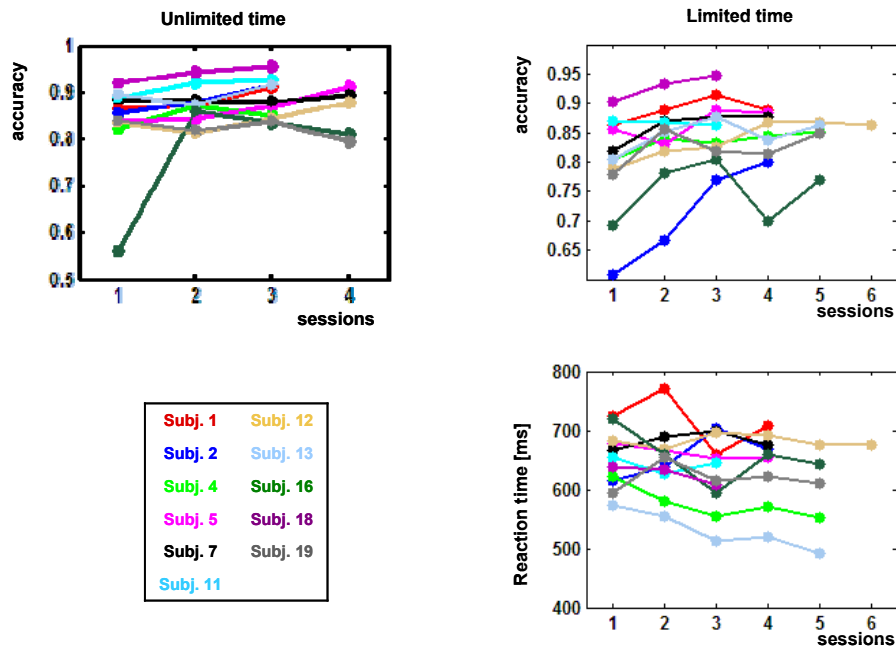 Unlimited time
accuracy
1
0.9
0.8
0.7
0.6
0.5
1 2 3 4
sessions
Limited time
accuracy
0.95
0.9
0.85
0.8
0.75
0.7
0.65
1 2 3 4 5 6
sessions
Subj. 1 Subj. 12
Subj. 2 Subj. 13
Subj. 4 Subj. 16
Subj. 5 Subj. 18
Subj. 7 Subj. 19
Subj. 11
Reaction time [ms]
800
700
600
500
400
1 2 3 4 5 6
sessions